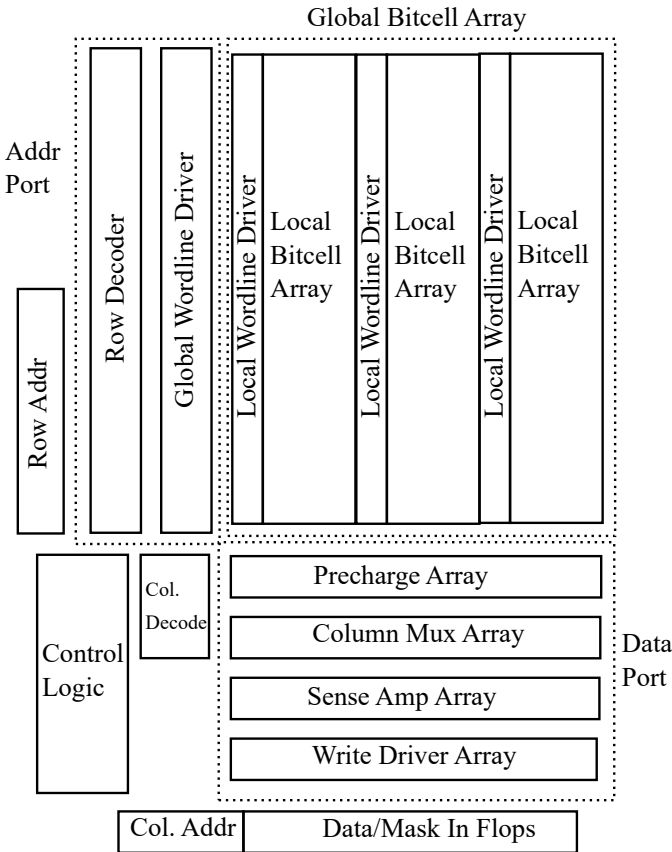 Global Bitcell Array
Addr
Port
Row Addr
Row Decoder
Global Wordline Driver
Local Wordline Driver
Local
Bitcell
Array
Local Wordline Driver
Local
Bitcell
Array
Local Wordline Driver
Local
Bitcell
Array
Control
Logic
Col.
Decode
Precharge Array
Column Mux Array
Sense Amp Array
Write Driver Array
Data
Port
Col. Addr
Data/Mask In Flops